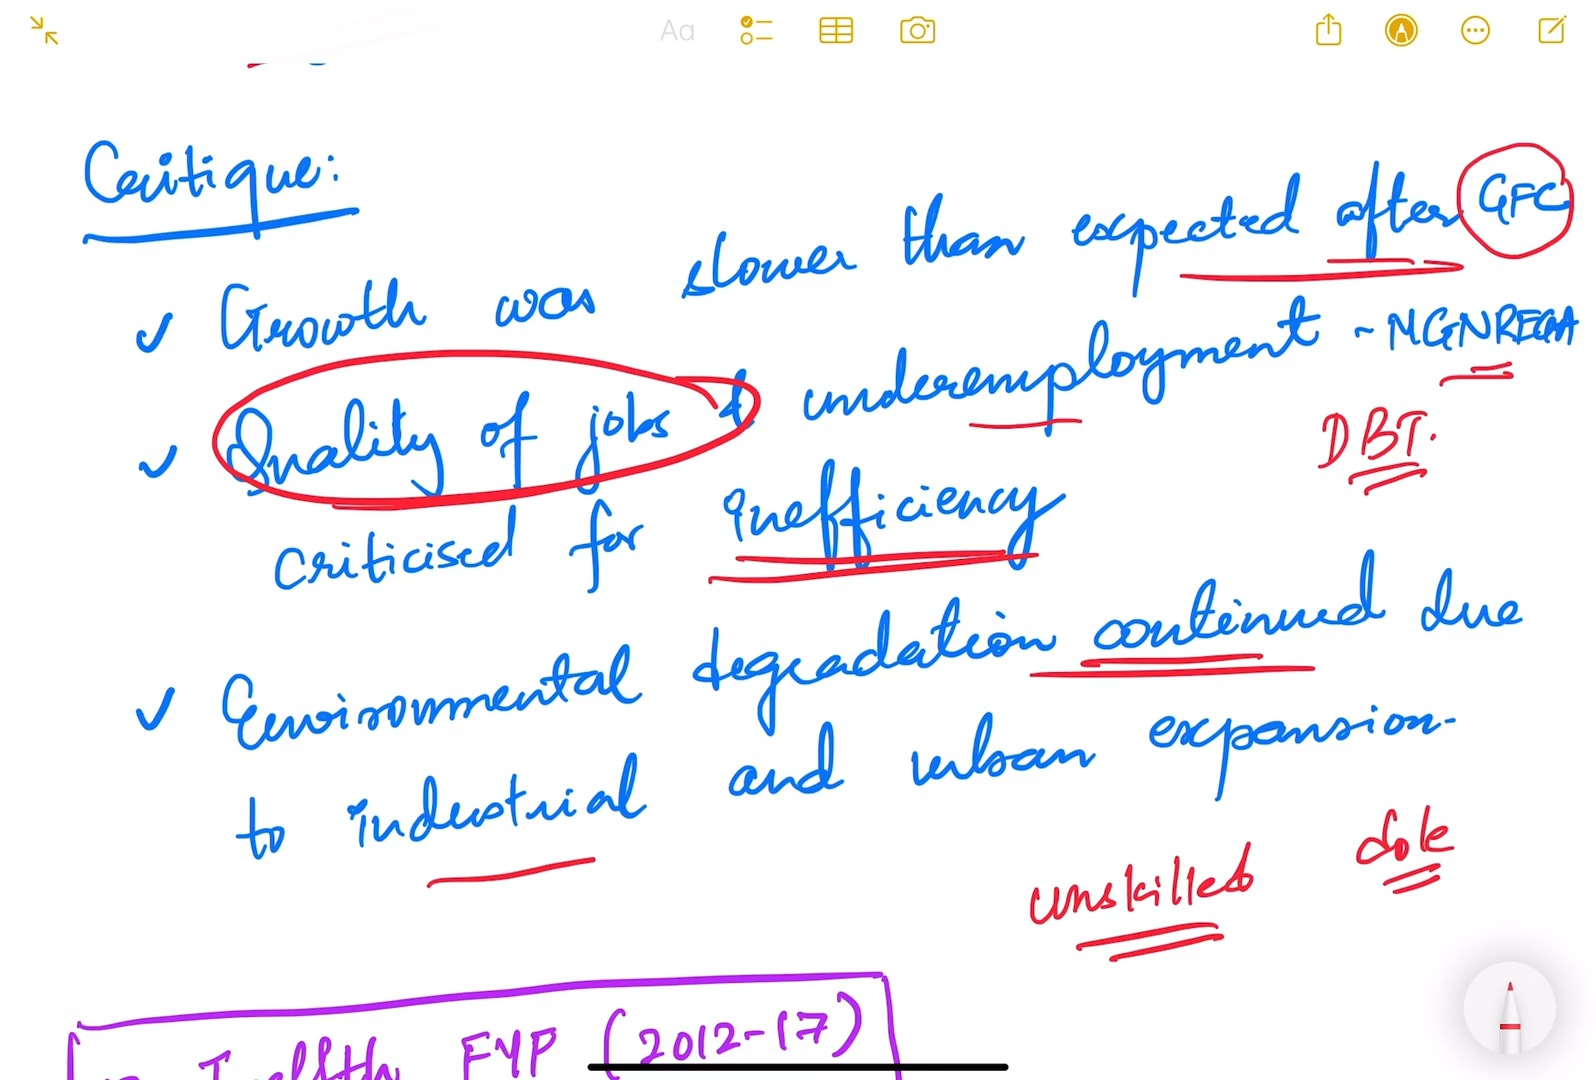 Aa
Critique:
✓ Growth was slower than expected after GFC
✓ Quality of jobs & underemployment ~ MGNREGA
DBT.
criticised for inefficiency
✓ Environmental degradation continued due
to industrial and urban expansion.
unskilled dole
Twelfth FYP (2012-17)